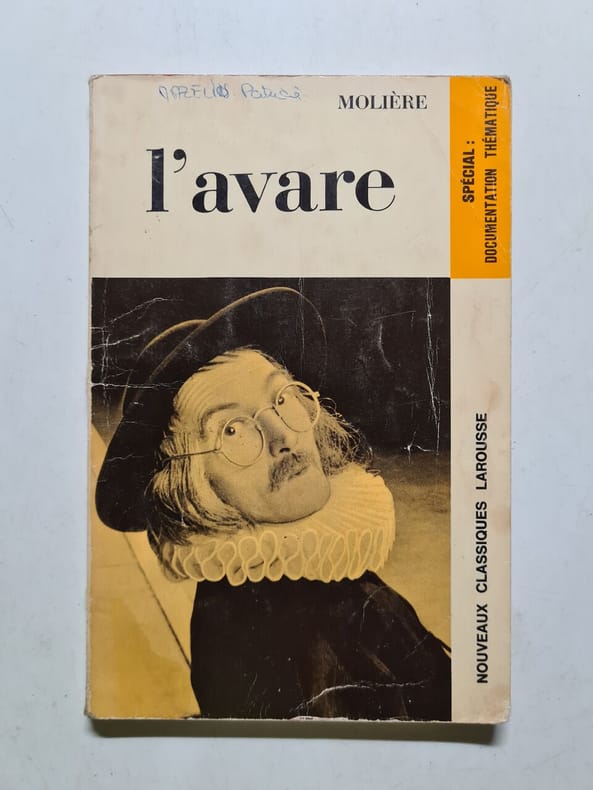 MOLIÈRE
l'avare
SPÉCIAL :
DOCUMENTATION THÉMATIQUE
NOUVEAUX CLASSIQUES LAROUSSE